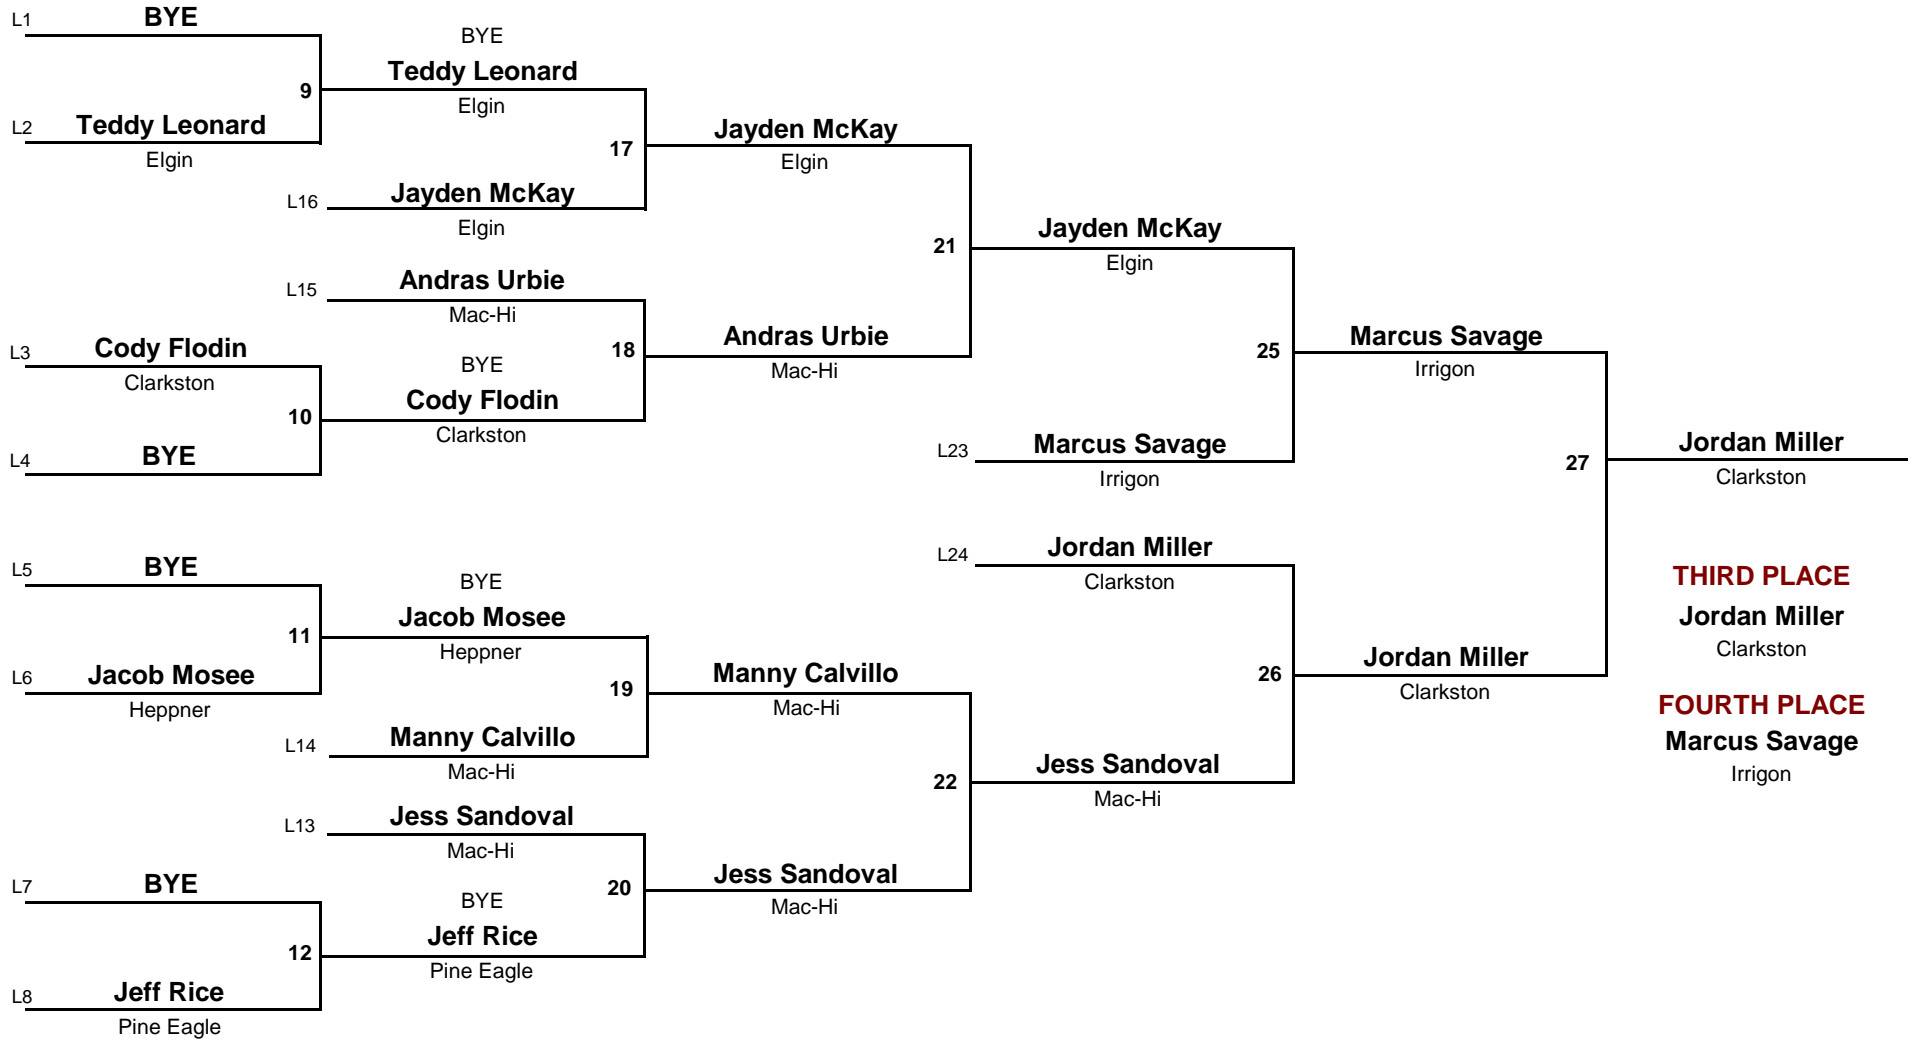 L1
BYE
9
L2
Teddy Leonard
Elgin
BYE
Teddy Leonard
Elgin
17
L16
Jayden McKay
Elgin
Jayden McKay
Elgin
21
L15
Andras Urbie
Mac-Hi
18
L3
Cody Flodin
Clarkston
10
L4
BYE
BYE
Cody Flodin
Clarkston
Andras Urbie
Mac-Hi
Jayden McKay
Elgin
25
L23
Marcus Savage
Irrigon
Marcus Savage
Irrigon
27
Jordan Miller
Clarkston
L5
BYE
11
L6
Jacob Mosee
Heppner
BYE
Jacob Mosee
Heppner
19
L14
Manny Calvillo
Mac-Hi
Manny Calvillo
Mac-Hi
22
L13
Jess Sandoval
Mac-Hi
20
L7
BYE
12
L8
Jeff Rice
Pine Eagle
BYE
Jeff Rice
Pine Eagle
Jess Sandoval
Mac-Hi
L24
Jordan Miller
Clarkston
26
Jess Sandoval
Mac-Hi
Jordan Miller
Clarkston
THIRD PLACE
Jordan Miller
Clarkston
FOURTH PLACE
Marcus Savage
Irrigon